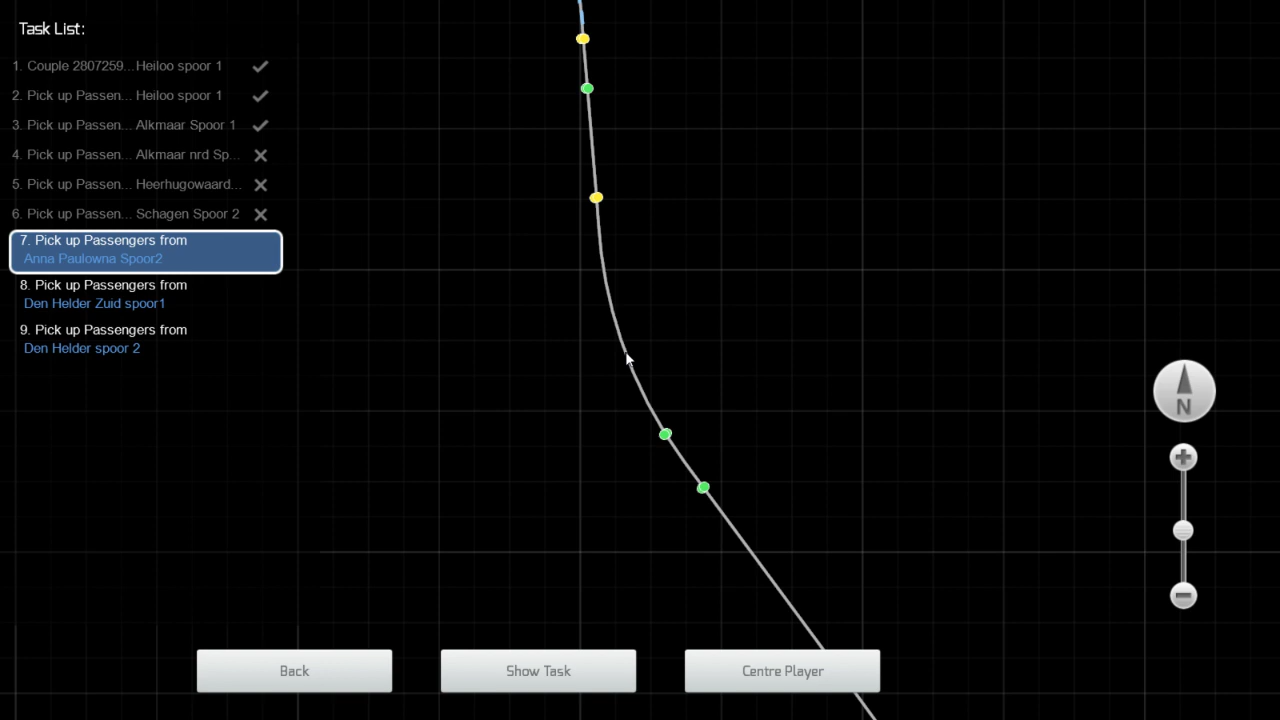 Task List:
1. Couple 2807259... Heiloo spoor 1
2. Pick up Passen... Heiloo spoor 1
3. Pick up Passen... Alkmaar Spoor 1
4. Pick up Passen... Alkmaar nrd Sp...
5. Pick up Passen... Heerhugowaard...
6. Pick up Passen... Schagen Spoor 2
7. Pick up Passengers from
Anna Paulowna Spoor2
8. Pick up Passengers from
Den Helder Zuid spoor1
9. Pick up Passengers from
Den Helder spoor 2
N
Back
Show Task
Centre Player